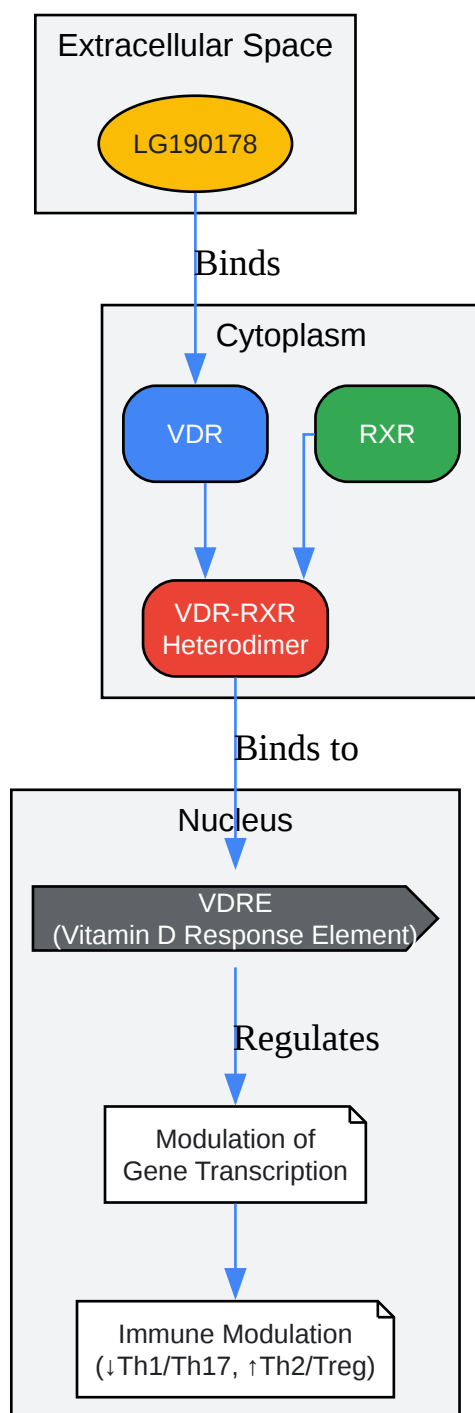 Extracellular Space
LG190178
Binds
Cytoplasm
VDR
RXR
VDR-RXR
Heterodimer
Binds to
Nucleus
VDRE
(Vitamin D Response Element)
Regulates
Modulation of
Gene Transcription
Immune Modulation
(↓Th1/Th17, ↑Th2/Treg)